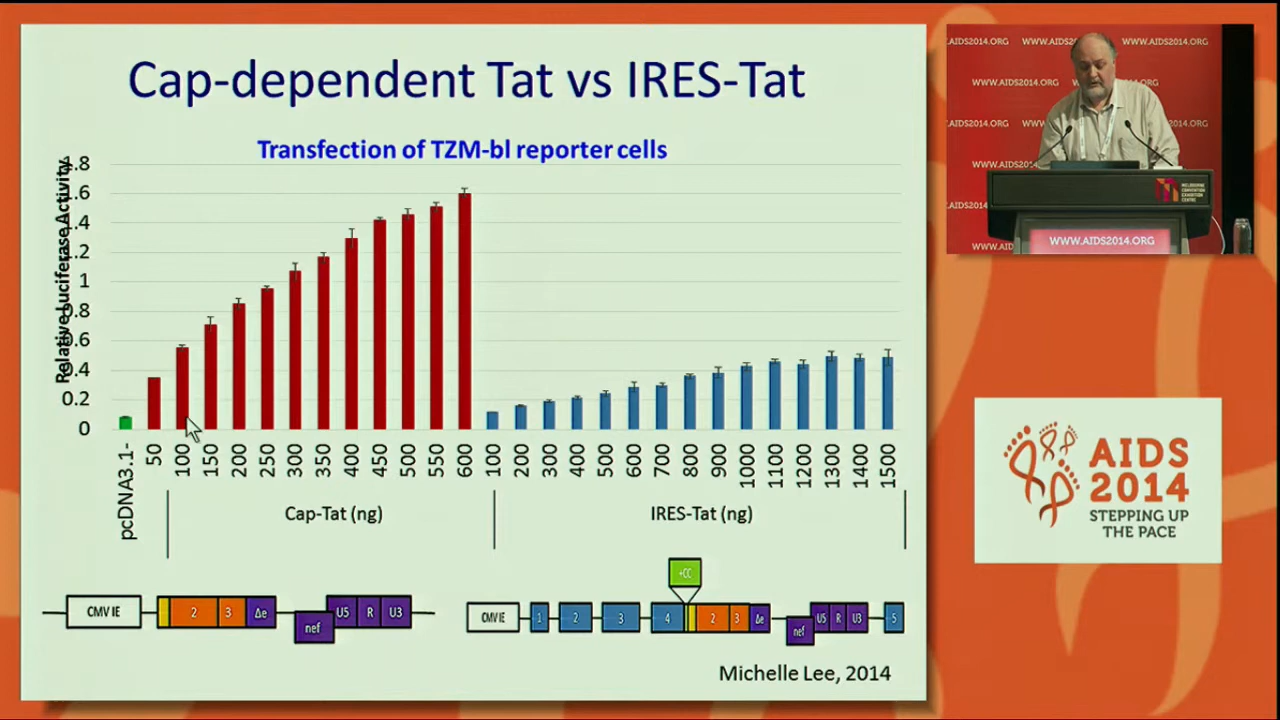 Cap-dependent Tat vs IRES-Tat
Transfection of TZM-bl reporter cells
Relative Luciferase Activity
1.8
1.6
1.4
1.2
1
0.8
0.6
0.4
0.2
0
pcDNA3.1-
50
100
150
200
250
300
350
400
450
500
550
600
100
200
300
400
500
600
700
800
900
1000
1100
1200
1300
1400
1500
Cap-Tat (ng)
IRES-Tat (ng)
CMV IE
2
3
Δe
nef
U5
R
U3
+CC
CMV IE
1
2
3
4
2
3
Δe
nef
U5
R
U3
5
Michelle Lee, 2014
.AIDS2014.ORG WWW.AIDS2014.ORG WWW.AIDS2014.ORG
WWW.AIDS2014.ORG
MELBOURNE
CONVENTION
EXHIBITION
CENTRE
WWW.AIDS2014.ORG
AIDS
2014
STEPPING UP
THE PACE